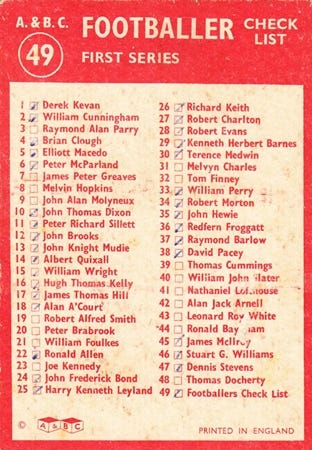 A. & B. C. FOOTBALLER CHECK LIST
49 FIRST SERIES
1 Derek Kevan
2 William Cunningham
3 Raymond Alan Parry
4 Brian Clough
5 Elliott Macedo
6 Peter McParland
7 James Peter Greaves
8 Melvin Hopkins
9 John Alan Molyneux
10 John Thomas Dixon
11 Peter Richard Sillett
12 John Brooks
13 John Knight Mudie
14 Albert Quixall
15 William Wright
16 Hugh Thomas Kelly
17 James Thomas Hill
18 Alan A'Court
19 Robert Alfred Smith
20 Peter Brabrook
21 William Foulkes
22 Ronald Allen
23 Joe Kennedy
24 John Frederick Bond
25 Harry Kenneth Leyland
26 Richard Keith
27 Robert Charlton
28 Robert Evans
29 Kenneth Herbert Barnes
30 Terence Medwin
31 Melvyn Charles
32 Tom Finney
33 William Perry
34 Robert Morton
35 John Hewie
36 Redfern Froggatt
37 Raymond Barlow
38 David Pacey
39 Thomas Cummings
40 William John Slater
41 Nathaniel Lofthouse
42 Alan Jack Arnell
43 Leonard Roy White
44 Ronald
45 James McIlroy
46 Stuart G. Williams
47 Dennis Stevens
48 Thomas Docherty
49 Footballers Check List
© A & BC PRINTED IN ENGLAND